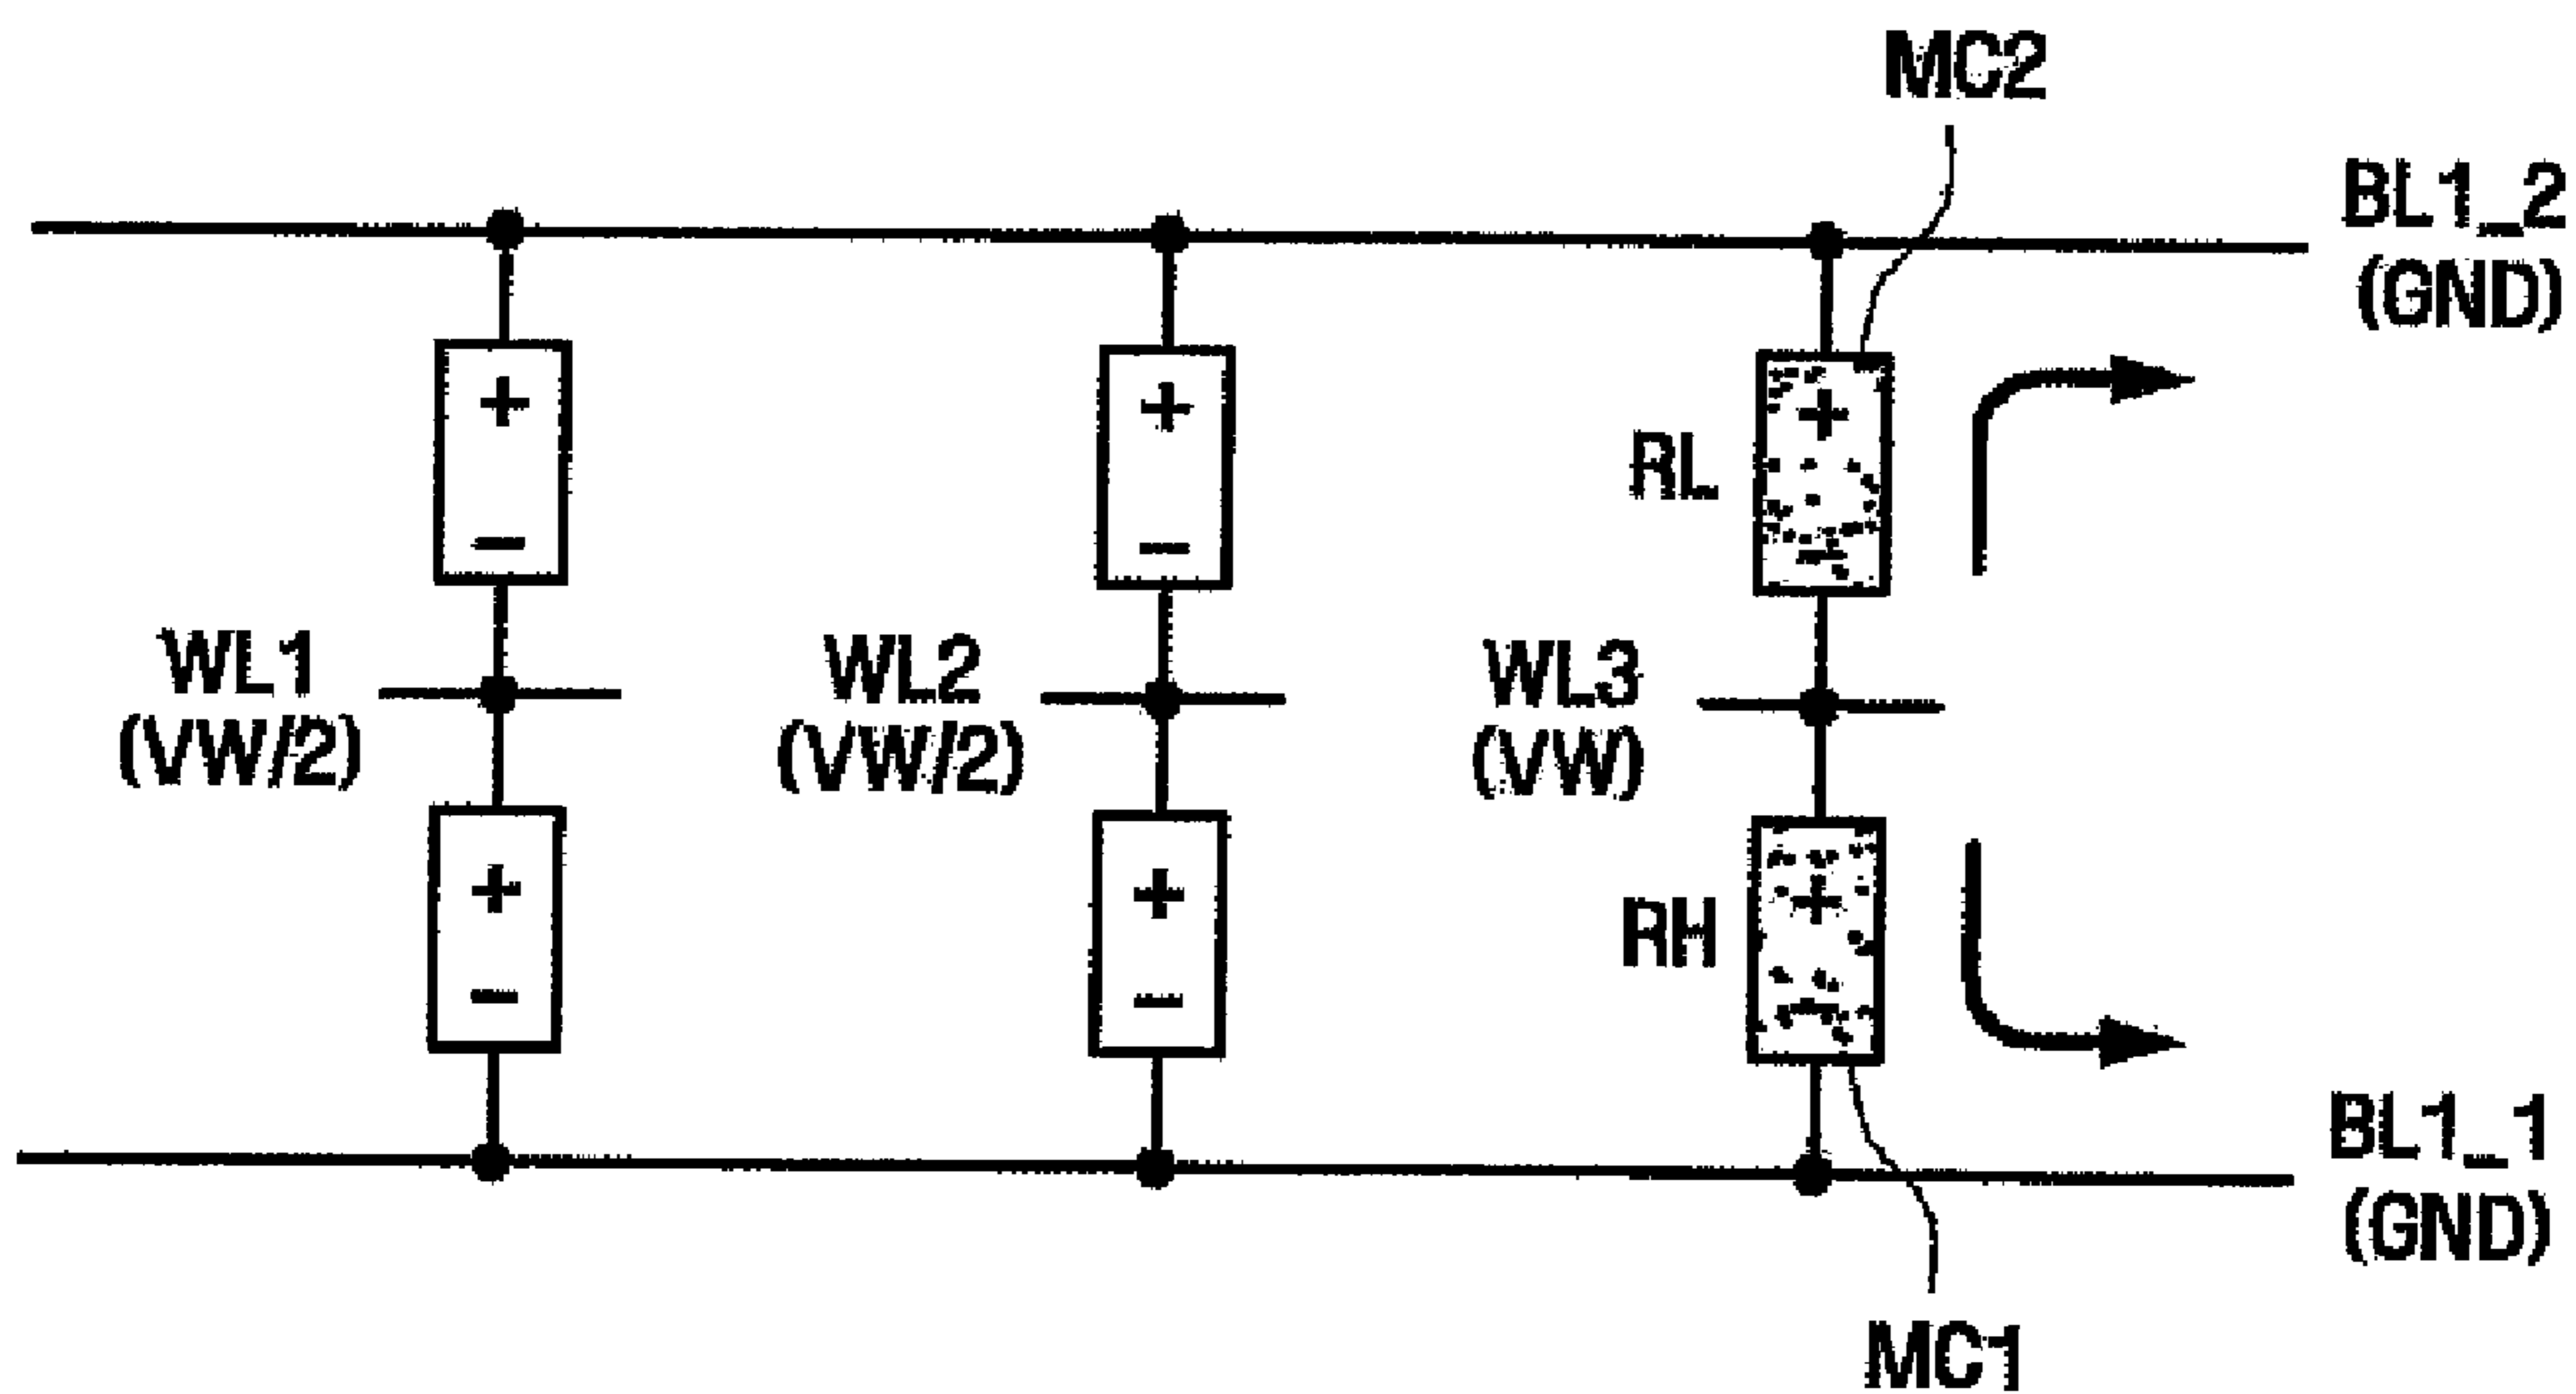 MC2
BL1_2
(GND)
+
+
+
RL
−
−
−
WL1
(VW/2)
WL2
(VW/2)
WL3
(VW)
+
+
+
RH
−
−
−
BL1_1
(GND)
MC1